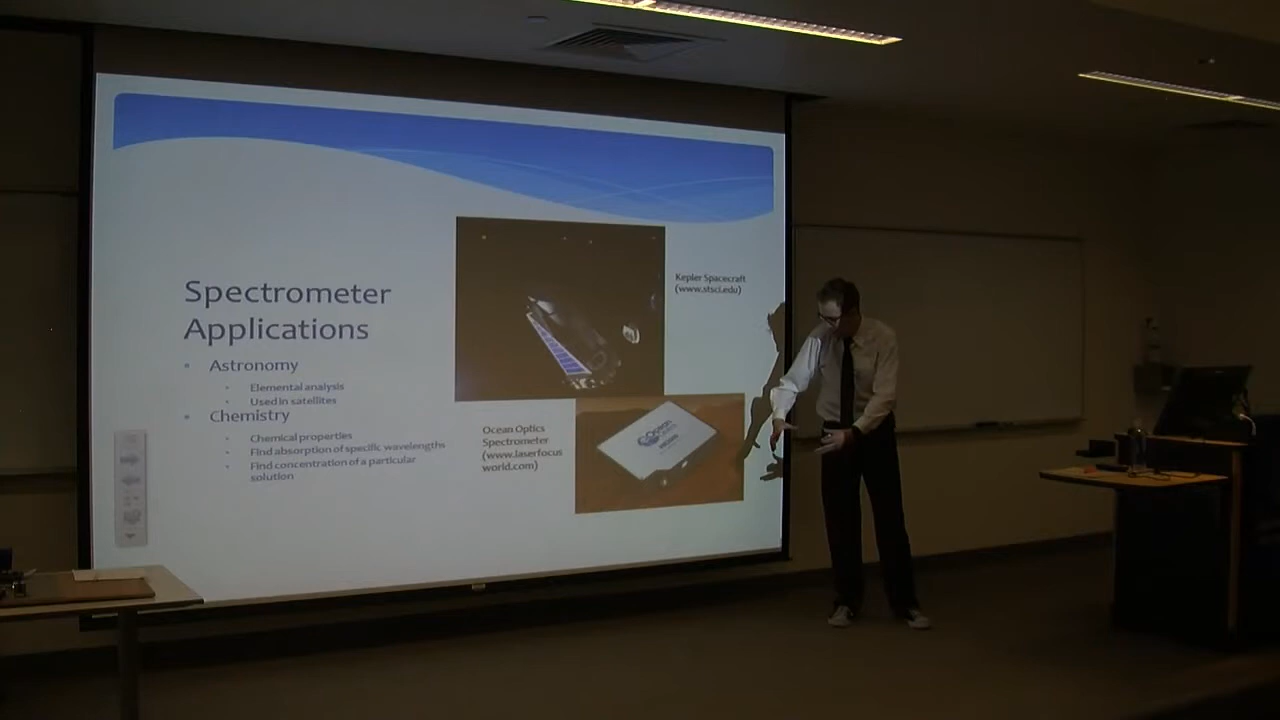 Spectrometer
Applications
• Astronomy
• Elemental analysis
• Used in satellites
• Chemistry
• Chemical properties
• Find absorption of specific wavelengths
• Find concentration of a particular
solution
Kepler Spacecraft
(www.stsci.edu)
Ocean Optics
Spectrometer
(www.laserfocus
world.com)
Ocean